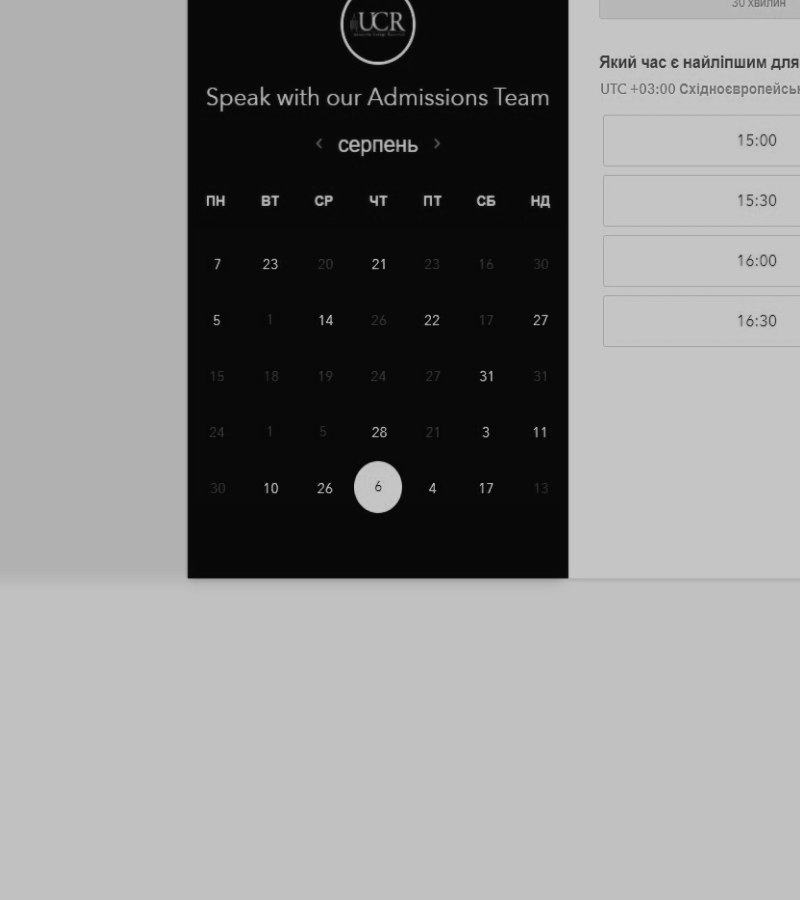 UCR
Speak with our Admissions Team
‹ серпень ›
ПН ВТ СР ЧТ ПТ СБ НД
7 23 20 21 23 16 30
5 1 14 26 22 17 27
15 18 19 24 27 31 31
24 1 5 28 21 3 11
30 10 26 6 4 17 13
30 хвилин
Який час є найліпшим для
UTC +03:00 Східноєвропейськ
15:00
15:30
16:00
16:30